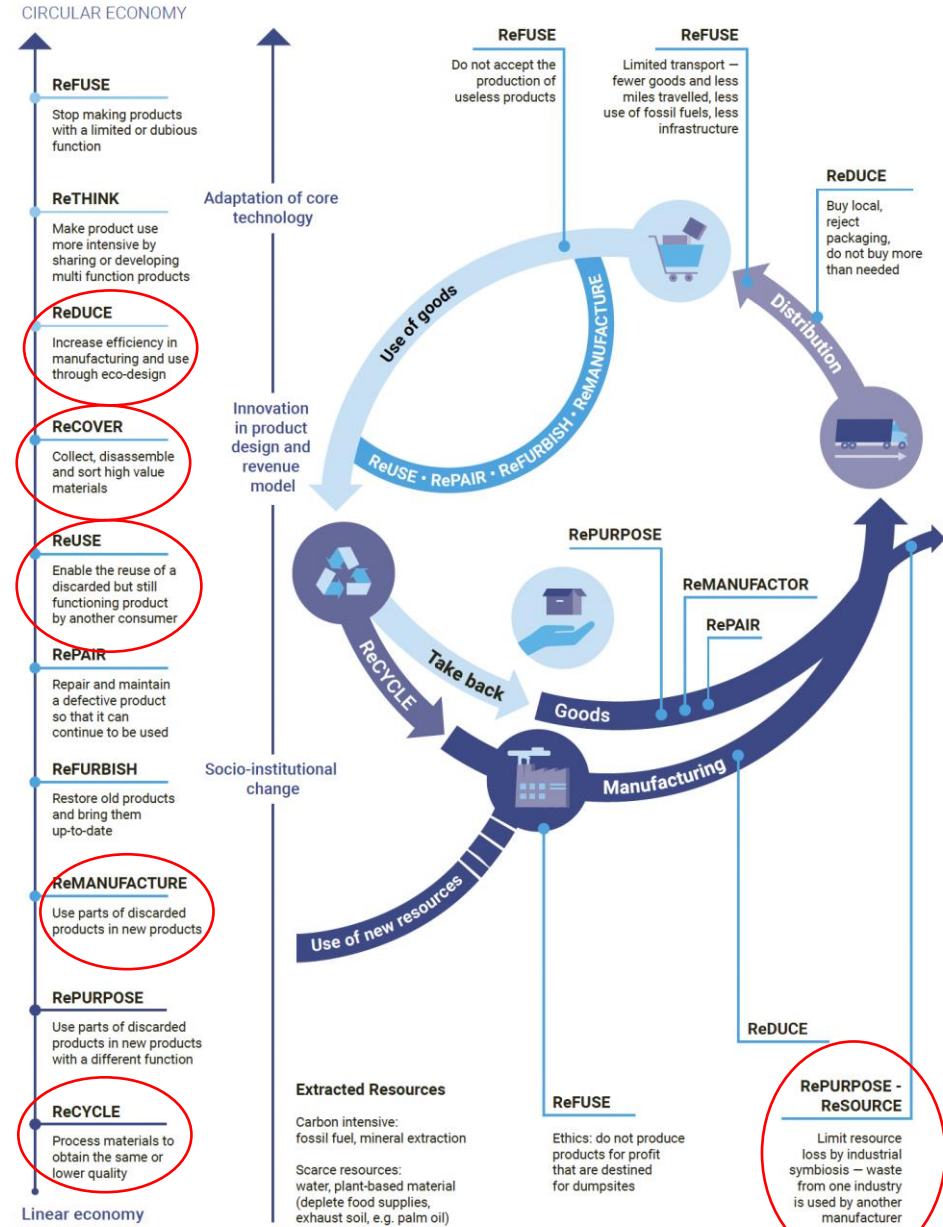 CIRCULAR ECONOMY
ReFUSE
Stop making products
with a limited or dubious
function
ReTHINK
Make product use
more intensive by
sharing or developing
multi function products
ReDUCE
Increase efficiency in
manufacturing and use
through eco-design
ReCOVER
Collect, disassemble
and sort high value
materials
ReUSE
Enable the reuse of a
discarded but still
functioning product
by another consumer
RePAIR
Repair and maintain
a defective product
so that it can
continue to be used
ReFURBISH
Restore old products
and bring them
up-to-date
ReMANUFACTURE
Use parts of discarded
products in new products
RePURPOSE
Use parts of discarded
products in new products
with a different function
ReCYCLE
Process materials to
obtain the same or
lower quality
Linear economy
Adaptation of core
technology
Innovation
in product
design and
revenue
model
Socio-institutional
change
ReFUSE
Do not accept the
production of
useless products
ReFUSE
Limited transport —
fewer goods and less
miles travelled, less
use of fossil fuels, less
infrastructure
ReDUCE
Buy local,
reject
packaging,
do not buy more
than needed
Distribution
Use of goods
ReUSE • RePAIR • ReFURBISH • ReMANUFACTURE
RePURPOSE
ReMANUFACTOR
RePAIR
ReCYCLE
Take back
Goods
Manufacturing
Use of new resources
ReDUCE
Extracted Resources
Carbon intensive:
fossil fuel, mineral extraction
Scarce resources:
water, plant-based material
(deplete food supplies,
exhaust soil, e.g. palm oil)
ReFUSE
Ethics: do not produce
products for profit
that are destined
for dumpsites
RePURPOSE -
ReSOURCE
Limit resource
loss by industrial
symbiosis — waste
from one industry
is used by another
manufacturer